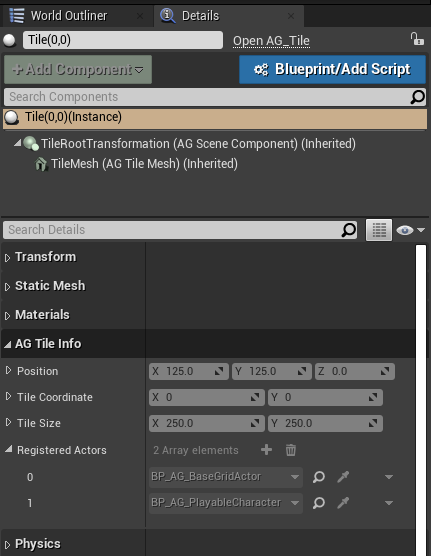 World Outliner Details
Tile(0,0) Open AG_Tile
+Add Component Blueprint/Add Script
Search Components
Tile(0,0)(Instance)
TileRootTransformation (AG Scene Component) (Inherited)
TileMesh (AG Tile Mesh) (Inherited)
Search Details
Transform
Static Mesh
Materials
AG Tile Info
Position X 125.0 Y 125.0 Z 0.0
Tile Coordinate X 0 Y 0
Tile Size X 250.0 Y 250.0
Registered Actors 2 Array elements
0 BP_AG_BaseGridActor
1 BP_AG_PlayableCharacter
Physics